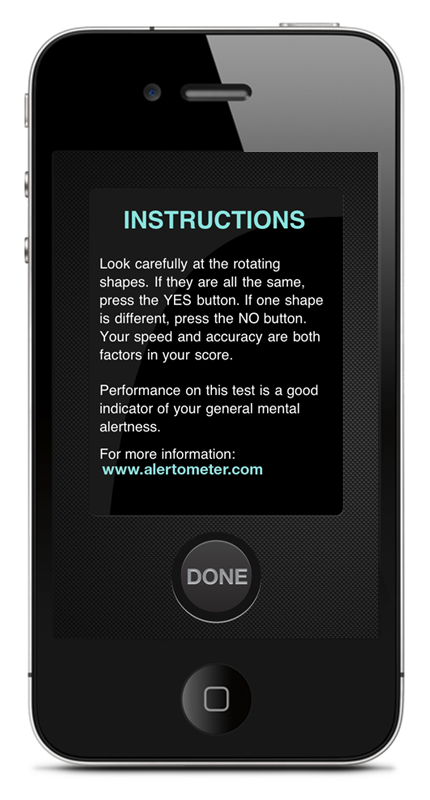 INSTRUCTIONS
Look carefully at the rotating
shapes. If they are all the same,
press the YES button. If one shape
is different, press the NO button.
Your speed and accuracy are both
factors in your score.
Performance on this test is a good
indicator of your general mental
alertness.
For more information:
www.alertometer.com
DONE